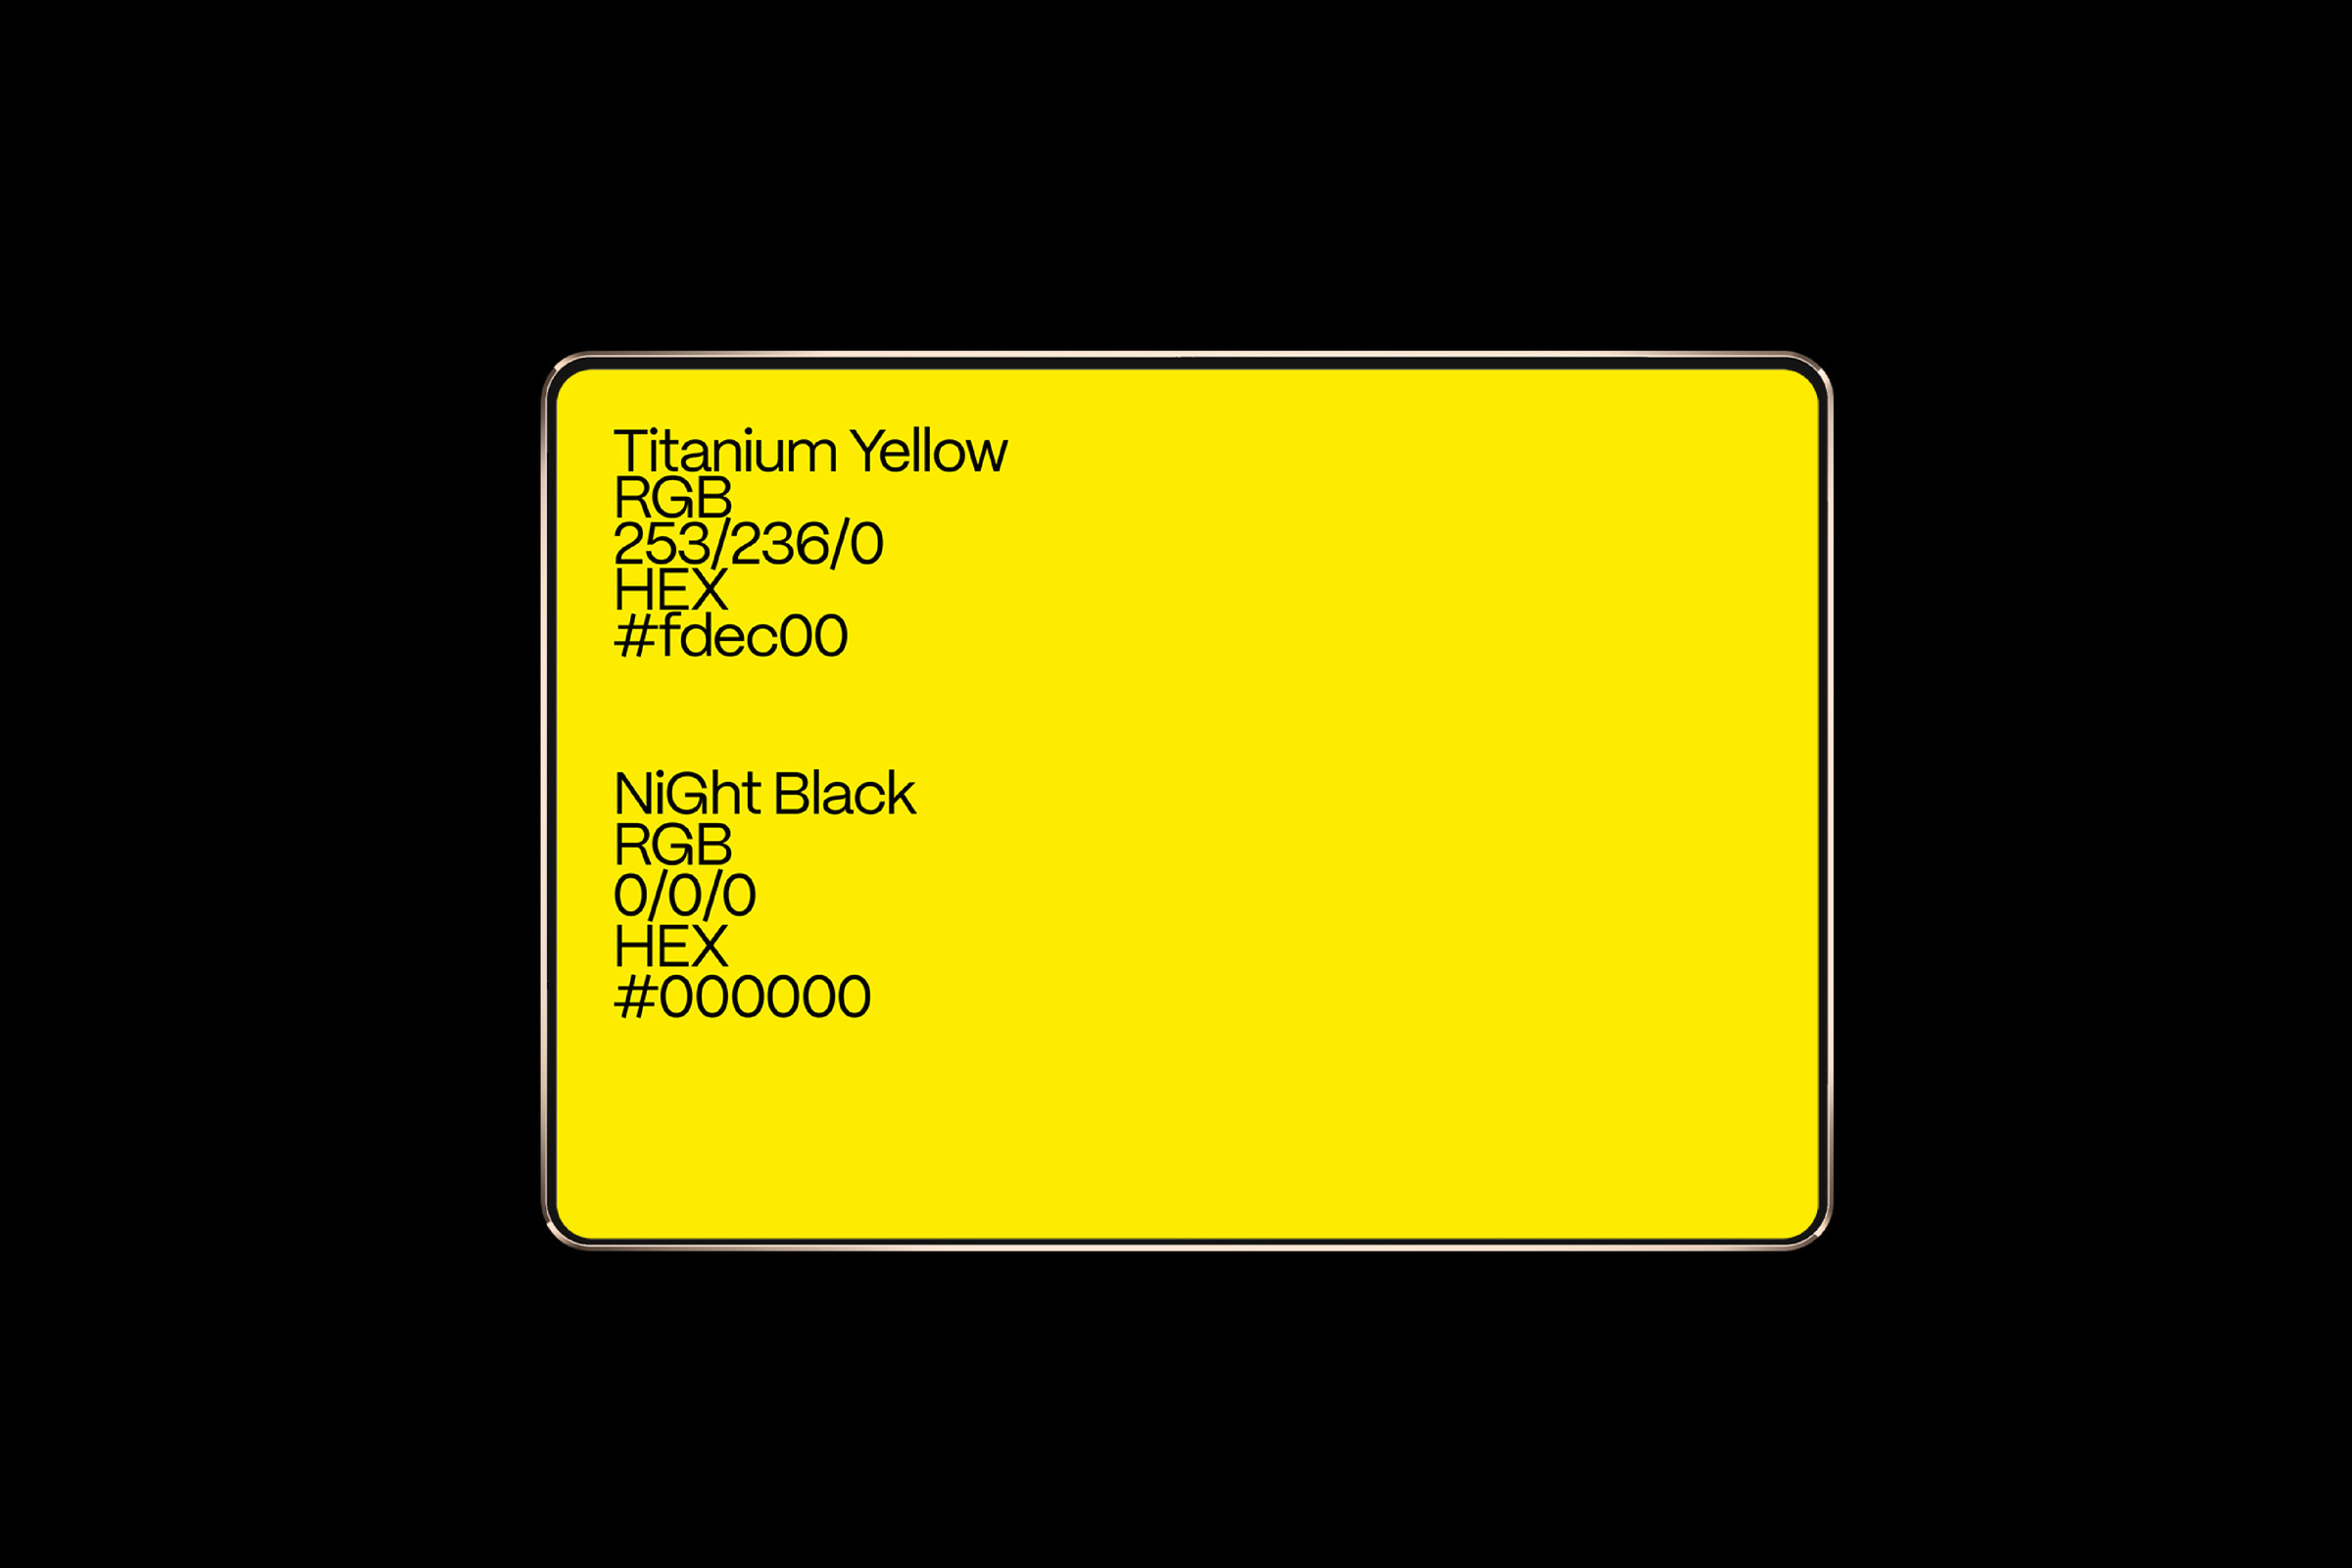 Titanium Yellow
RGB
253/236/0
HEX
#fdec00
NiGht Black
RGB
0/0/0
HEX
#000000